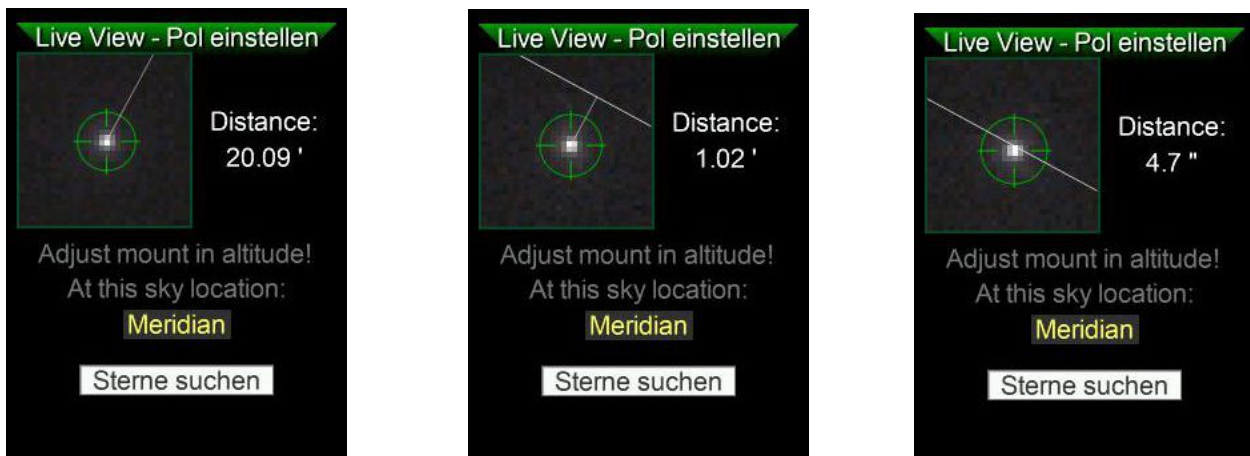 Live View - Pol einstellen
Distance:
20.09 '
Adjust mount in altitude!
At this sky location:
Meridian
Sterne suchen
Live View - Pol einstellen
Distance:
1.02 '
Adjust mount in altitude!
At this sky location:
Meridian
Sterne suchen
Live View - Pol einstellen
Distance:
4.7 "
Adjust mount in altitude!
At this sky location:
Meridian
Sterne suchen